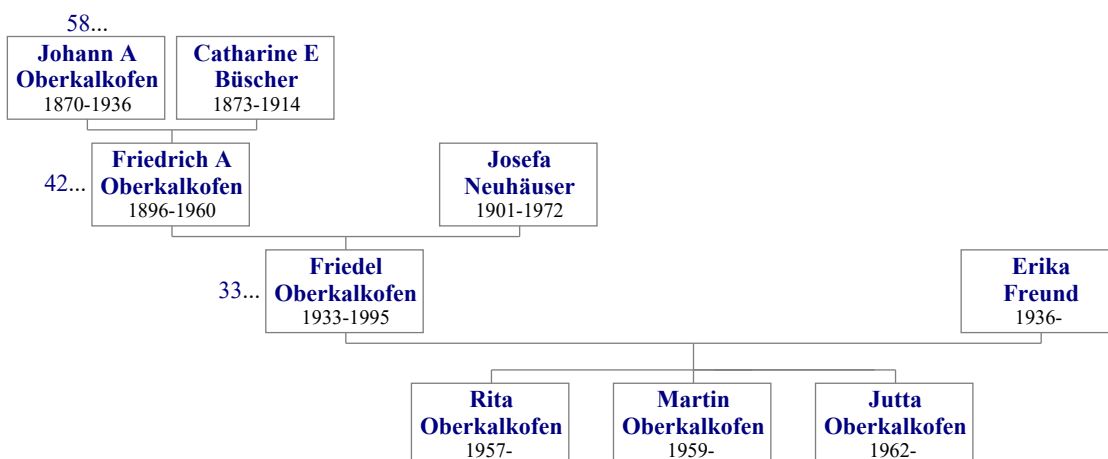 58...
Johann A
Oberkalkofen
1870-1936
Catharine E
Büscher
1873-1914
42...
Friedrich A
Oberkalkofen
1896-1960
Josefa
Neuhäuser
1901-1972
33...
Friedel
Oberkalkofen
1933-1995
Erika
Freund
1936-
Rita
Oberkalkofen
1957-
Martin
Oberkalkofen
1959-
Jutta
Oberkalkofen
1962-